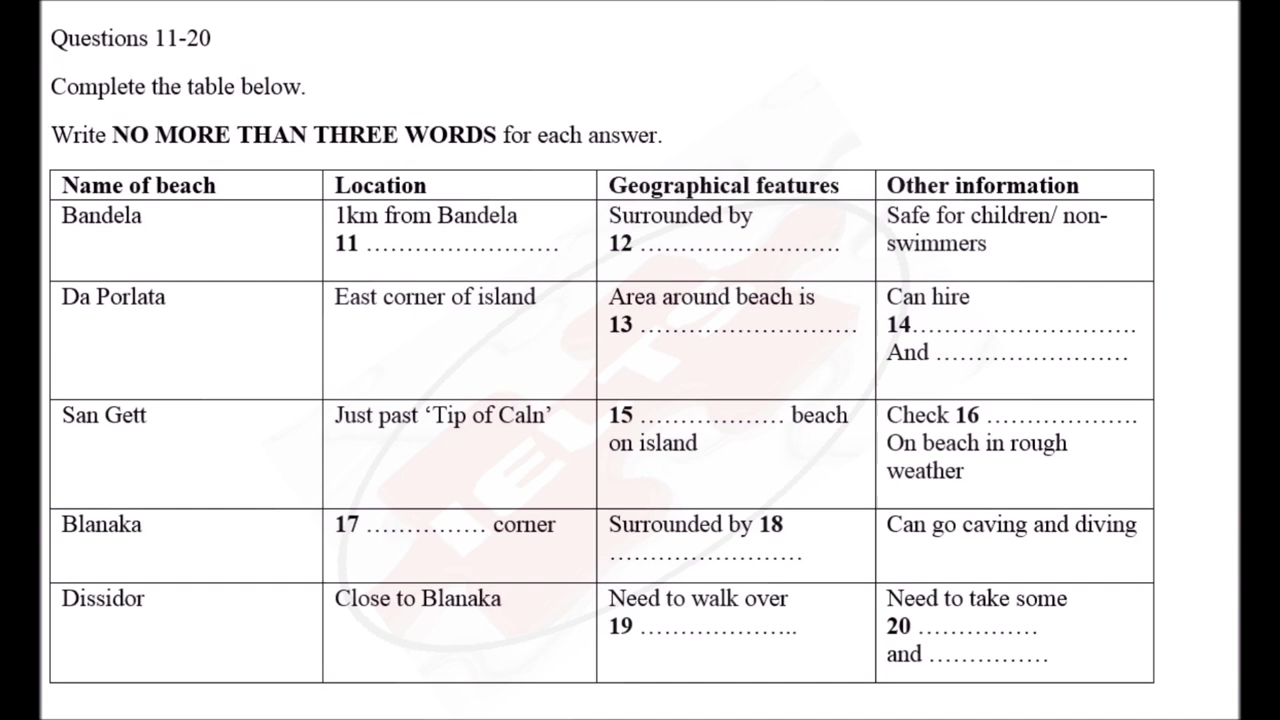 Questions 11-20
Complete the table below.
Write NO MORE THAN THREE WORDS for each answer.
Name of beach
Location
Geographical features
Other information
Bandela
1km from Bandela
11 ……………………….
Surrounded by
12 ……………………….
Safe for children/ non-
swimmers
Da Porlata
East corner of island
Area around beach is
13 …………………………
Can hire
14………………………….
And ………………………
San Gett
Just past ‘Tip of Caln’
15 ……………… beach
on island
Check 16 ………………..
On beach in rough
weather
Blanaka
17 …………… corner
Surrounded by 18
………………………
Can go caving and diving
Dissidor
Close to Blanaka
Need to walk over
19 ………………..
Need to take some
20 ……………
and ……………
IELTS